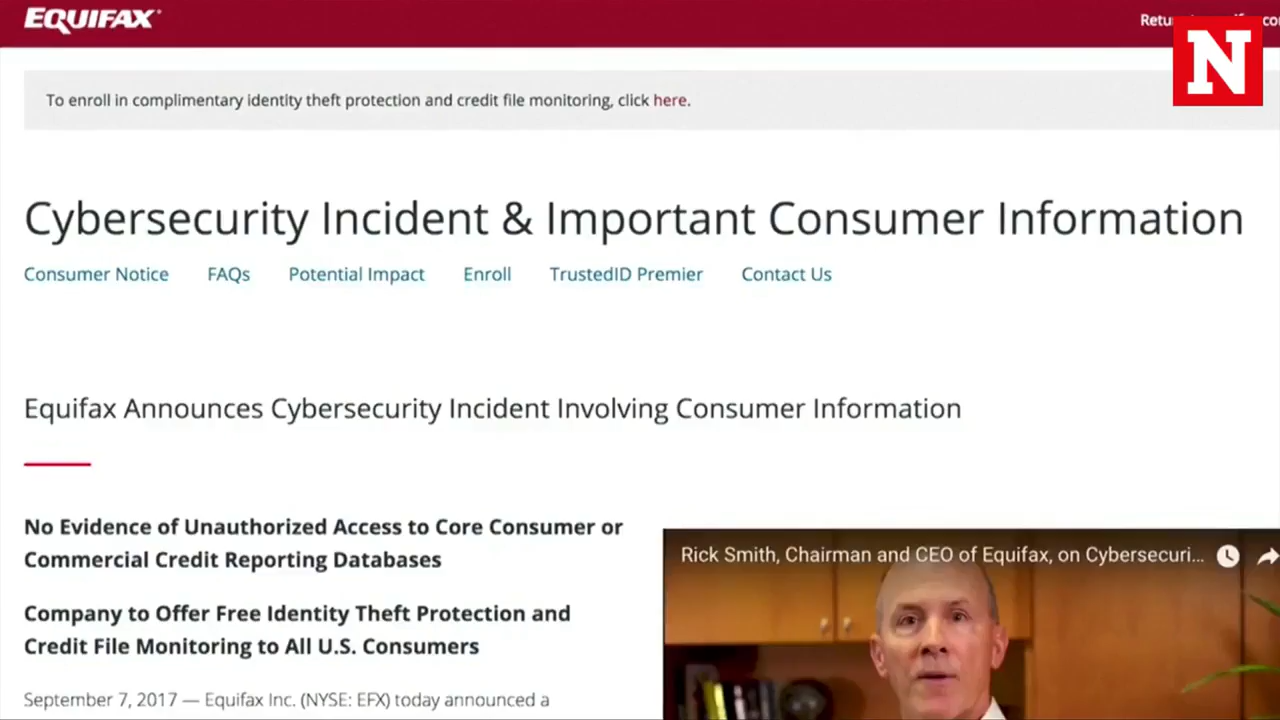 EQUIFAX
To enroll in complimentary identity theft protection and credit file monitoring, click here.
N
Cybersecurity Incident & Important Consumer Information
Consumer Notice FAQs Potential Impact Enroll TrustedID Premier Contact Us
Equifax Announces Cybersecurity Incident Involving Consumer Information
No Evidence of Unauthorized Access to Core Consumer or
Commercial Credit Reporting Databases
Company to Offer Free Identity Theft Protection and
Credit File Monitoring to All U.S. Consumers
September 7, 2017 — Equifax Inc. (NYSE: EFX) today announced a
Rick Smith, Chairman and CEO of Equifax, on Cybersecuri...